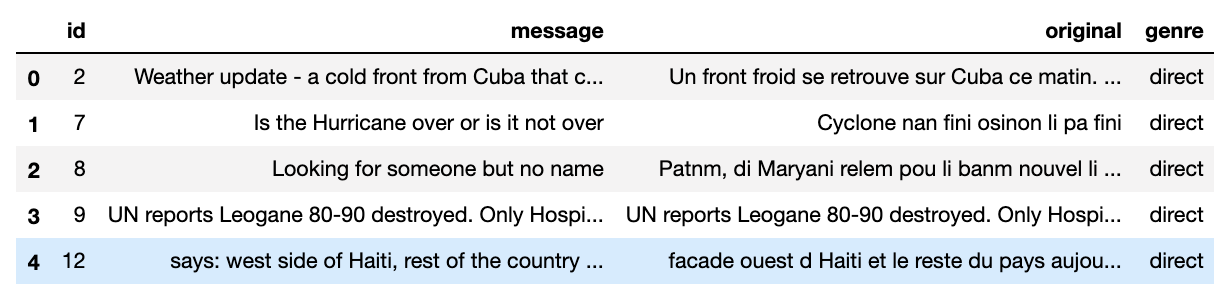 id message original genre
0 2 Weather update - a cold front from Cuba that c... Un front froid se retrouve sur Cuba ce matin. ... direct
1 7 Is the Hurricane over or is it not over Cyclone nan fini osinon li pa fini direct
2 8 Looking for someone but no name Patnm, di Maryani relem pou li banm nouvel li ... direct
3 9 UN reports Leogane 80-90 destroyed. Only Hospi... UN reports Leogane 80-90 destroyed. Only Hospi... direct
4 12 says: west side of Haiti, rest of the country ... facade ouest d Haiti et le reste du pays aujou... direct